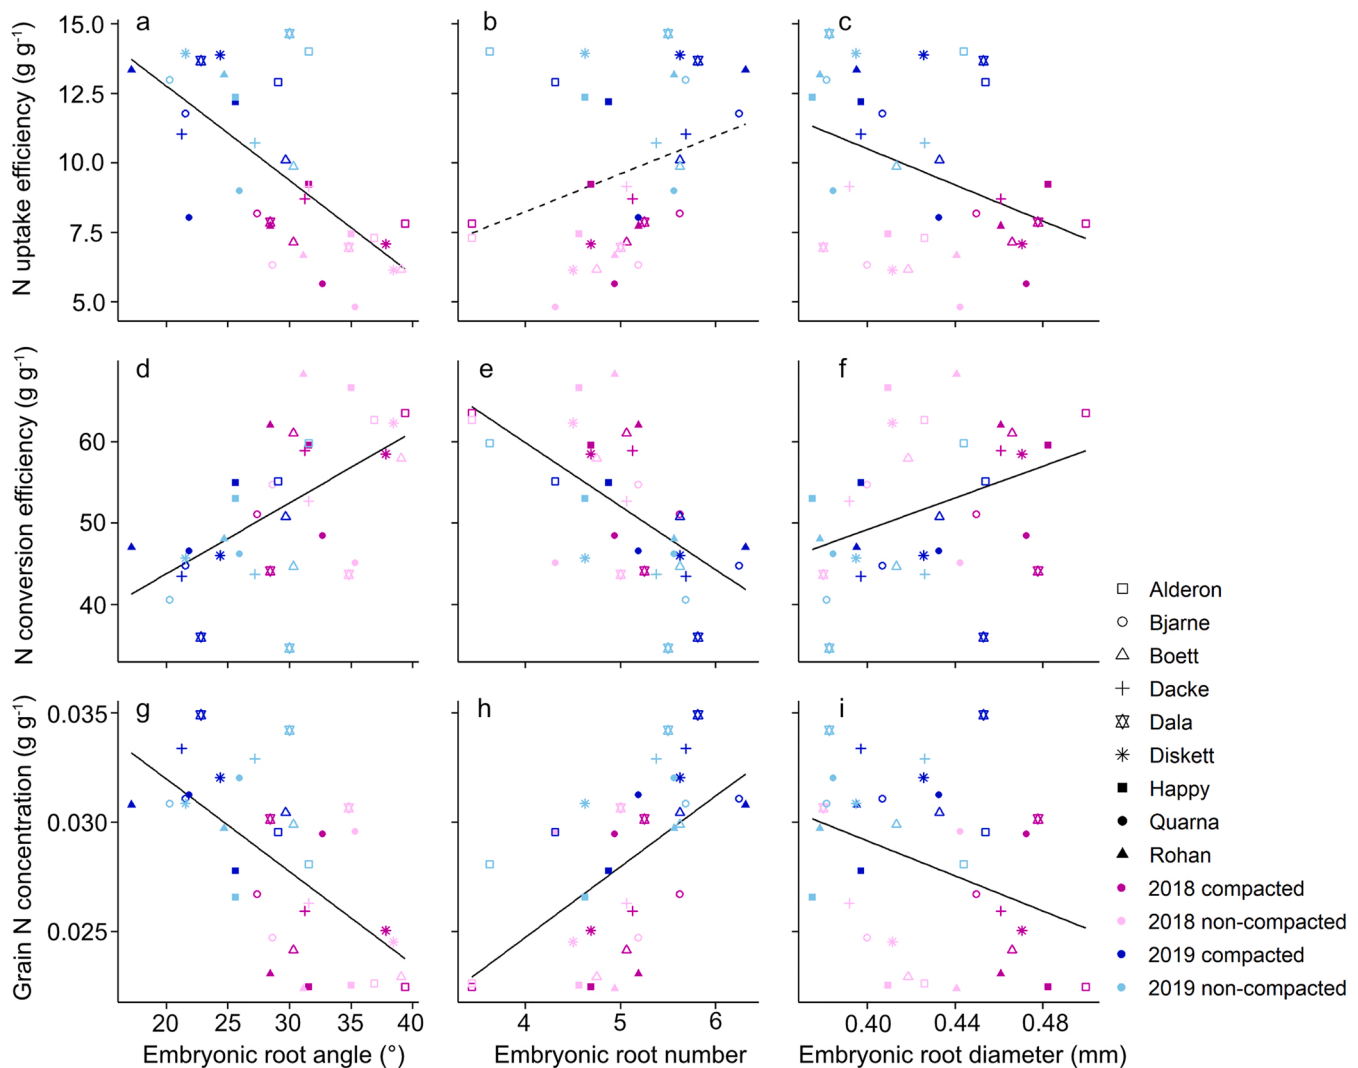 a
b
c
N uptake efficiency (g g⁻¹)
15.0
12.5
10.0
7.5
5.0
d
e
f
N conversion efficiency (g g⁻¹)
60
50
40
g
h
i
Grain N concentration (g g⁻¹)
0.035
0.030
0.025
20 25 30 35 40
4 5 6
0.40 0.44 0.48
Embryonic root angle (°)
Embryonic root number
Embryonic root diameter (mm)
Alderon
Bjarne
Boett
Dacke
Dala
Diskett
Happy
Quarna
Rohan
2018 compacted
2018 non-compacted
2019 compacted
2019 non-compacted